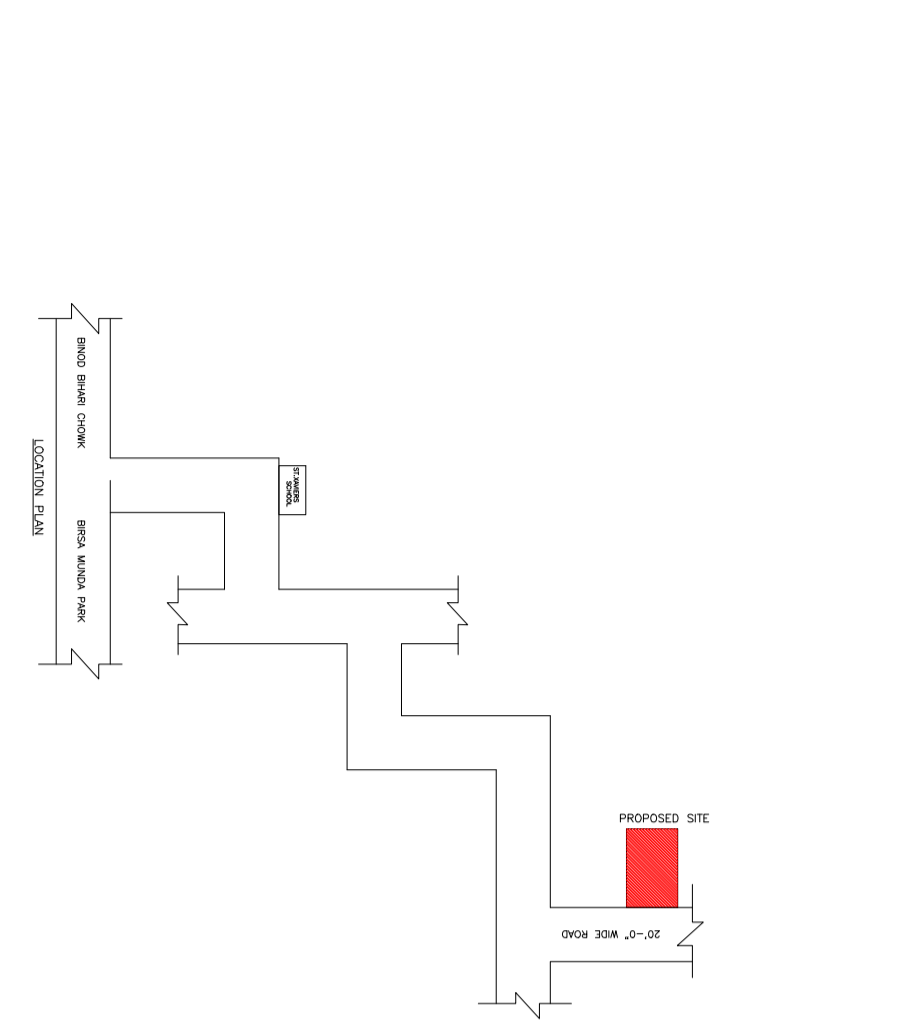 BINOD BIHARI CHOWK
LOCATION PLAN
ST.XAVIERS
SCHOOL
BIRSA MUNDA PARK
PROPOSED SITE
20'-0" WIDE ROAD